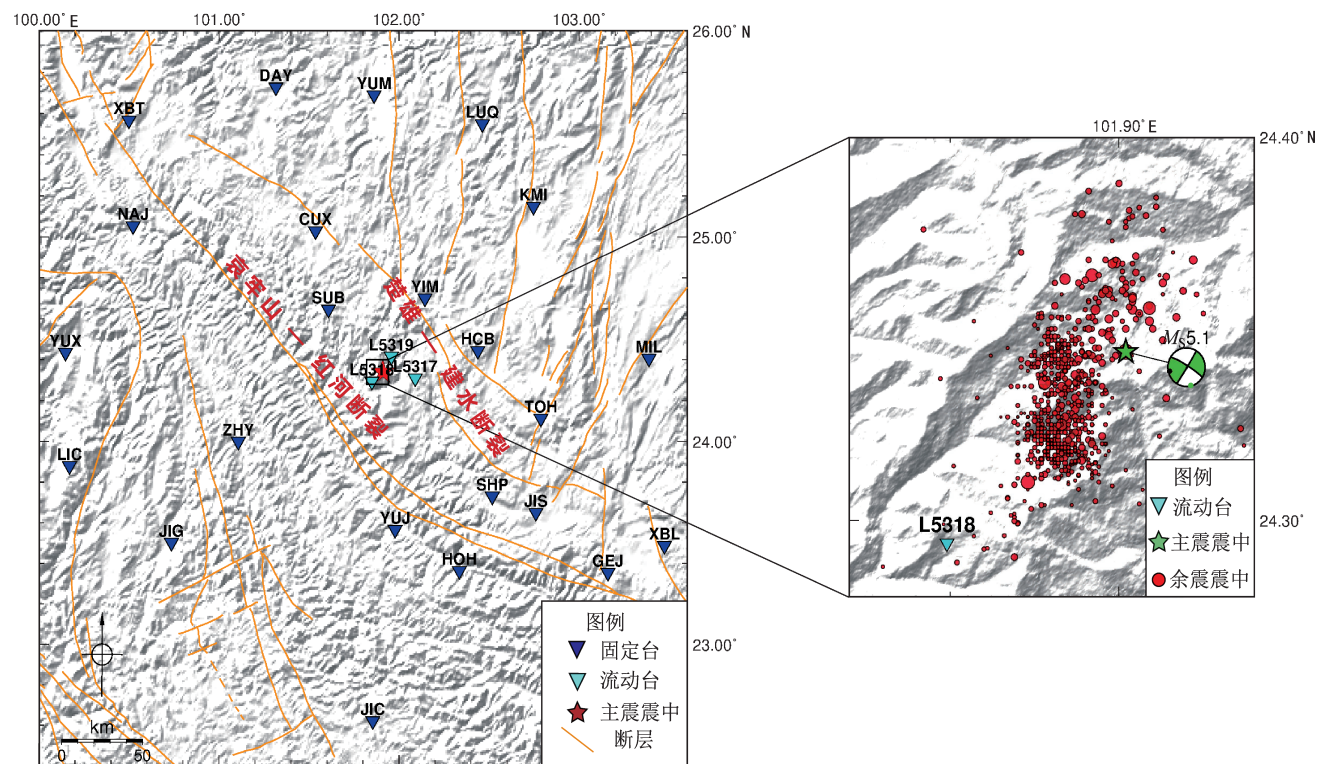 100.00° E
101.00°
102.00°
103.00°
26.00° N
DAY
YUM
XBT
LUQ
KMI
NAJ
CUX
25.00°
哀牢山 — 红河断裂
楚雄 — 建水断裂
SUB
YIM
YUX
L5319
HCB
MIL
L5318
L5317
TOH
ZHY
24.00°
LIC
SHP
JIS
YUJ
JIG
XBL
HOH
GEJ
23.00°
JIC
km
0
50
图例
固定台
流动台
主震震中
断层
101.90° E
24.40° N
5.1
L5318
24.30°
图例
流动台
主震震中
余震震中